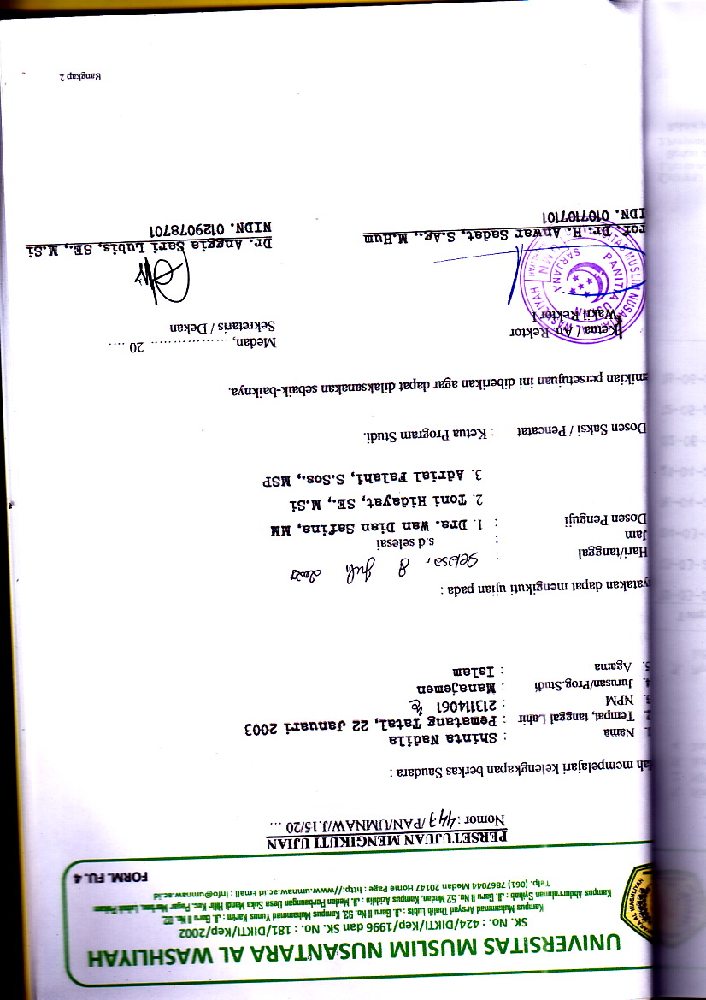 UNIVERSITAS MUSLIM NUSANTARA AL WASHLIYAH
SK. No. : 424/DIKTI/Kep/1996 dan SK. No. : 181/DIKTI/Kep/2002
Kampus Muhammad Arsyad Thalib Lubis : Jl. Garu II No. 93, Kampus Muhammad Yunus Karim : Jl. Garu II No. 02
Kampus Abdurrahman Syihab : Jl. Garu II No. 52 Medan, Kampus Azidin : Jl. Medan Perbaungan Desa Suka Mandi Hilir Kec. Pagar Merbau, Lubuk Pakam
Telp. (061) 7867044 Medan 20147 Home Page : http://www.umnaw.ac.id Email : info@umnaw.ac.id
FORM. FU. 4
PERSETUJUAN MENGIKUTI UJIAN
Nomor : 447/PAN/UMNAW/J.15/20 ...
lah mempelajari kelengkapan berkas Saudara :
1. Nama : Shinta Nadila
2. Tempat, tanggal Lahir : Pematang Tatal, 22 Januari 2003
3. NPM : 213114061
4. Jurusan/Prog.Studi : Manajemen
5. Agama : Islam
yatakan dapat mengikuti ujian pada :
Hari/tanggal : Selasa, 8 Juli 2025
Jam : s.d selesai
Dosen Penguji : 1. Dra. Wan Dian Safina, MM
2. Toni Hidayat, SE., M.Si
3. Adrial Falahi, S.Sos., MSP
Dosen Saksi / Pencatat : Ketua Program Studi.
mikian persetujuan ini diberikan agar dapat dilaksanakan sebaik-baiknya.
Medan, ................ 20 ....
Ketua / An. Rektor
Sekretaris / Dekan
Wakil Rektor I
PANITIA UJIAN
SARJANA
UMN
rof. Dr. H. Anwar Sadat, S.Ag., M.Hum
IDN. 0107107101
Dr. Anggia Sari Lubis, SE., M.Si
NIDN. 0129078701
Rangkap 2